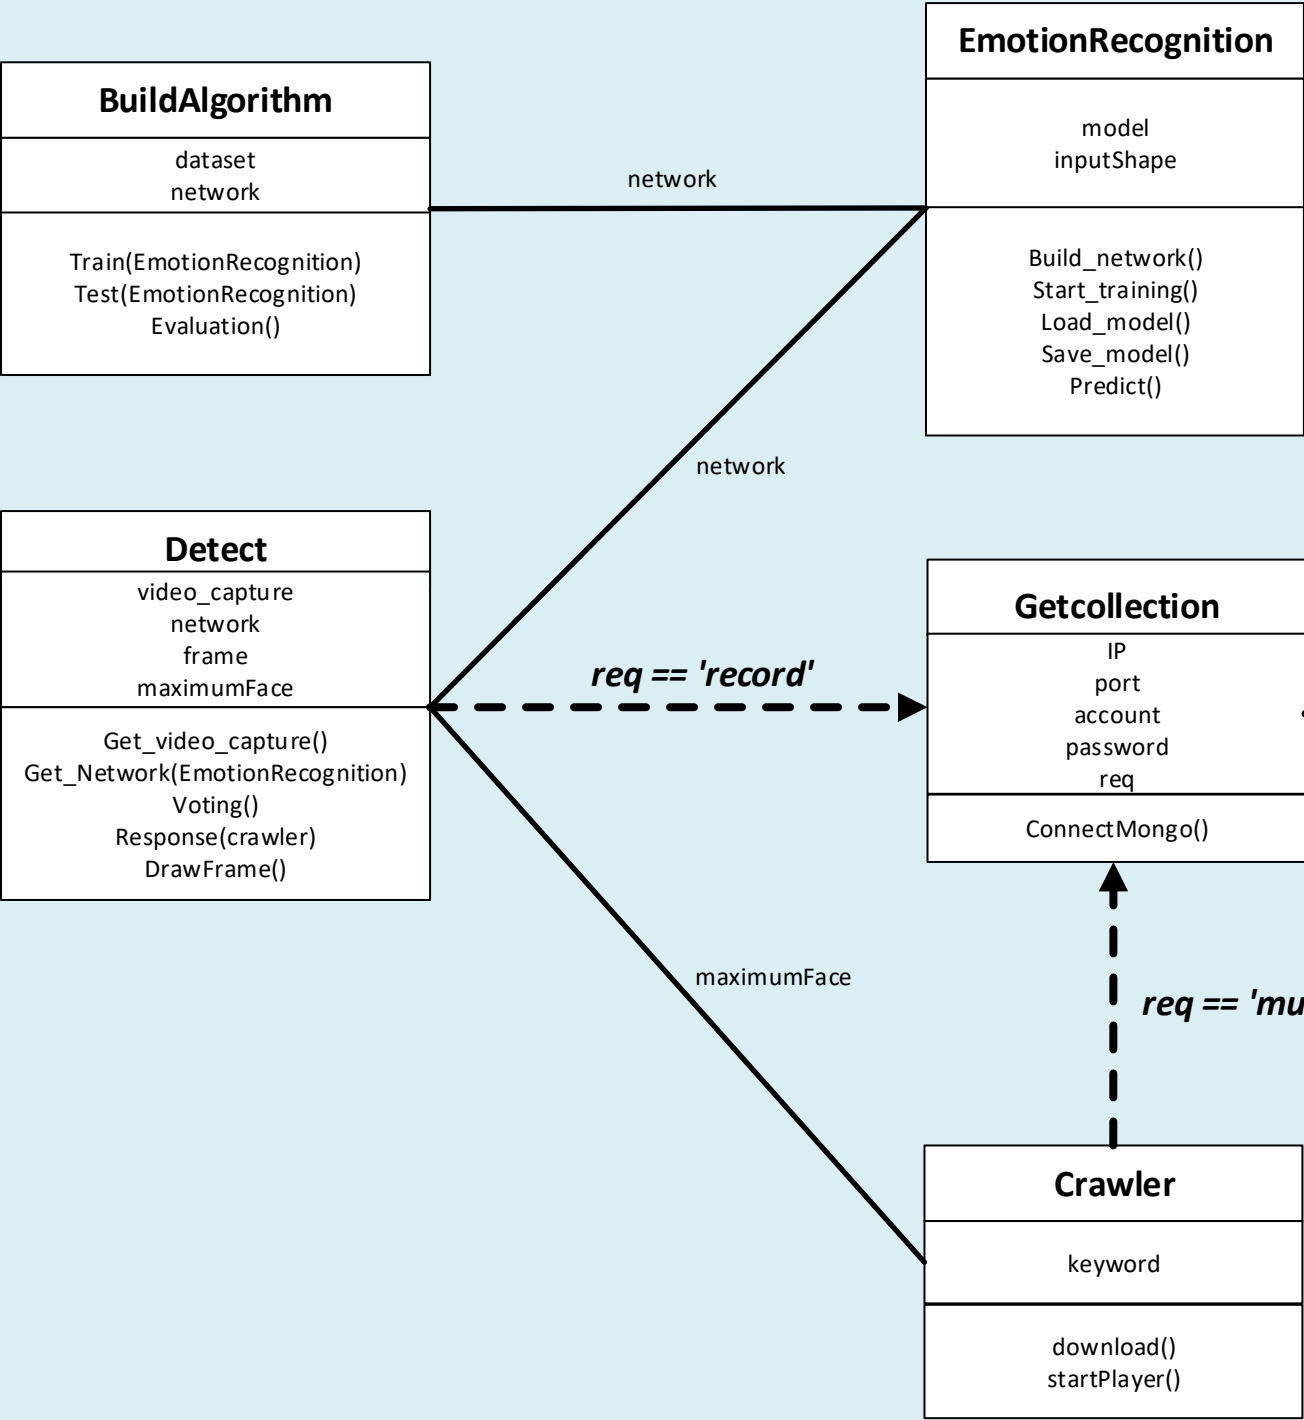 EmotionRecognition
model
inputShape
Build_network()
Start_training()
Load_model()
Save_model()
Predict()
BuildAlgorithm
dataset
network
Train(EmotionRecognition)
Test(EmotionRecognition)
Evaluation()
network
network
Detect
video_capture
network
frame
maximumFace
Get_video_capture()
Get_Network(EmotionRecognition)
Voting()
Response(crawler)
DrawFrame()
req == 'record'
Getcollection
IP
port
account
password
req
ConnectMongo()
maximumFace
req == 'mu
Crawler
keyword
download()
startPlayer()